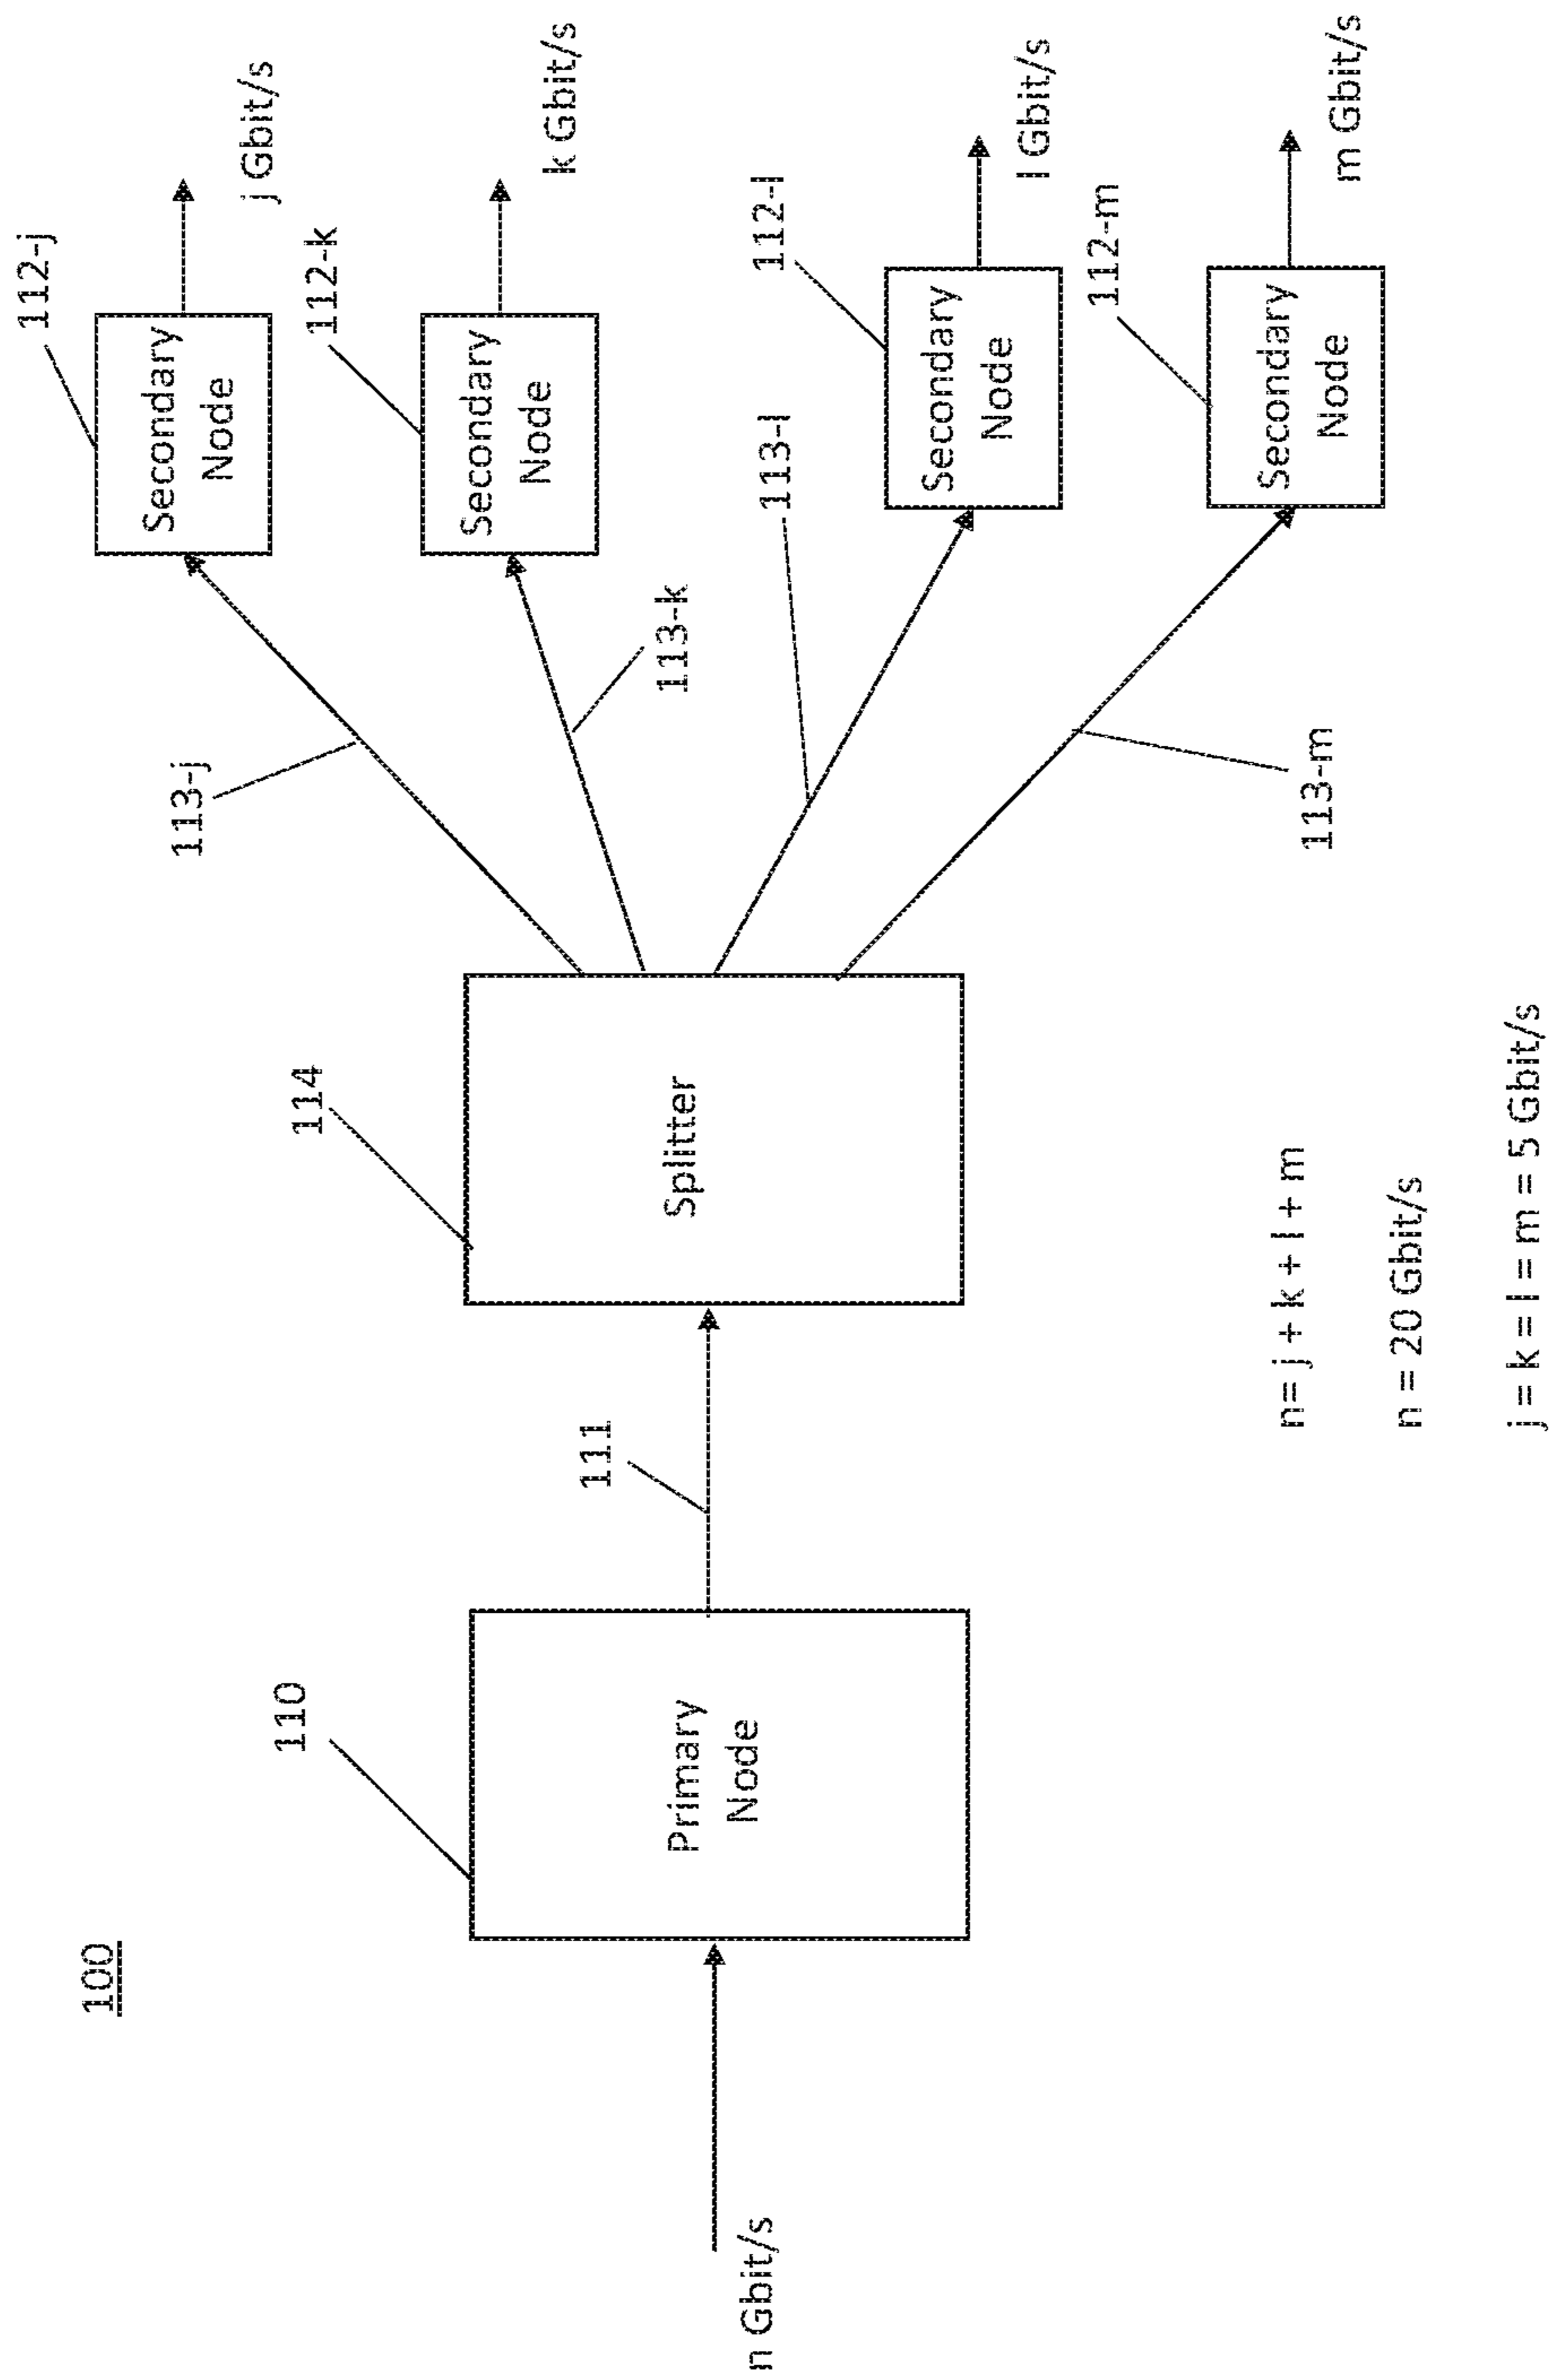 100
n Gbit/s
110
Primary
Node
111
114
Splitter
113-j
113-k
113-l
113-m
112-j
Secondary
Node
j Gbit/s
112-k
Secondary
Node
k Gbit/s
112-l
Secondary
Node
l Gbit/s
112-m
Secondary
Node
m Gbit/s
n= j + k + l + m
n = 20 Gbit/s
j = k = l = m = 5 Gbit/s